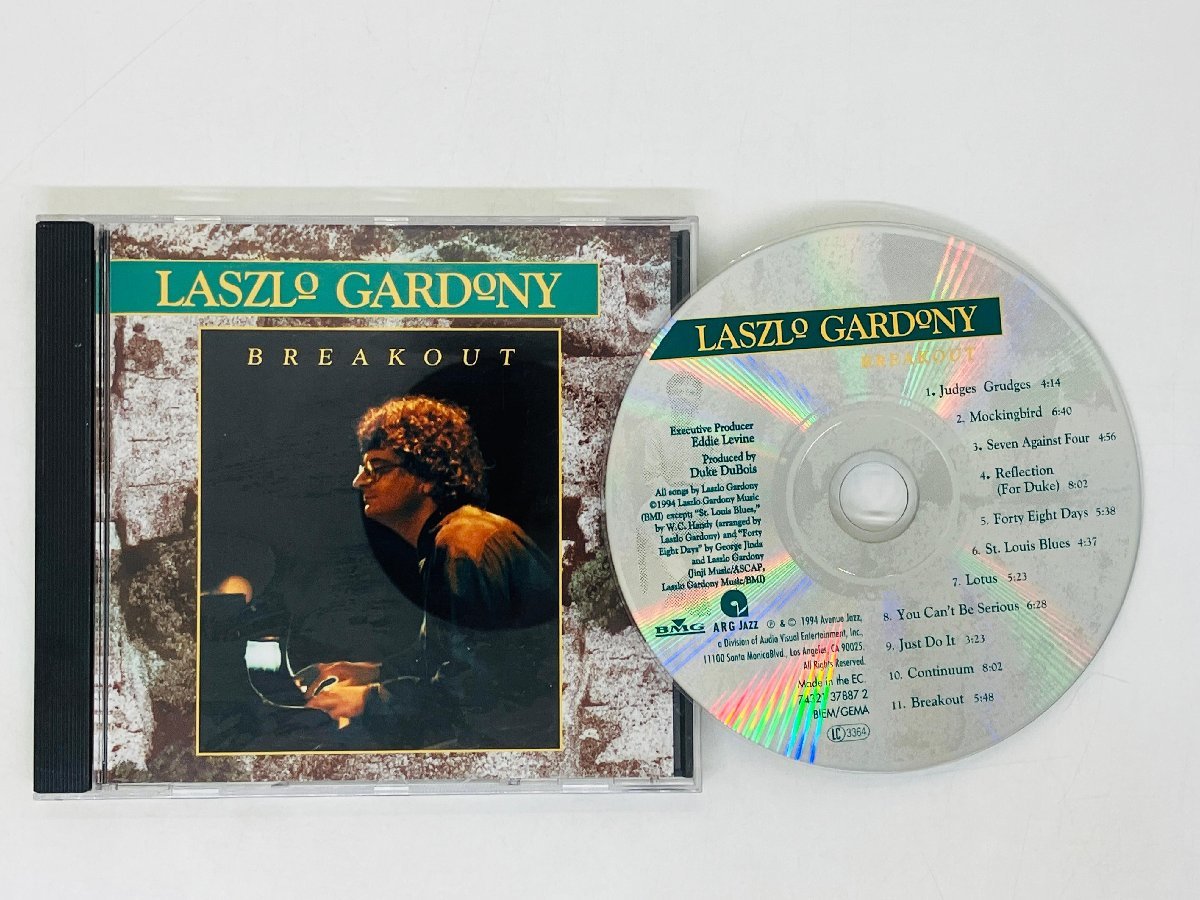 LASZLO GARDONY
BREAKOUT
LASZLO GARDONY
BREAKOUT
1. Judges Grudges 4:14
2. Mockingbird 6:40
3. Seven Against Four 4:56
4. Reflection
(For Duke) 8:02
5. Forty Eight Days 5:38
6. St. Louis Blues 4:37
7. Lotus 5:23
8. You Can't Be Serious 6:28
9. Just Do It 3:23
10. Continuum 8:02
11. Breakout 5:48
Executive Producer
Eddie Levine
Produced by
Duke DuBois
All songs by Laszlo Gardony
©1994 Laszlo Gardony Music
(BMI) except "St. Louis Blues,"
by W.C. Handy (arranged by
Laszlo Gardony) and "Forty
Eight Days" by George Jinda
and Laszlo Gardony
(Jinji Music/ASCAP,
Laszlo Gardony Music/BMI)
BMG
ARG JAZZ
℗ & © 1994 Avenue Jazz,
a Division of Audio Visual Entertainment, Inc.,
11100 Santa Monica Blvd., Los Angeles, CA 90025.
All Rights Reserved.
Made in the EC.
74321 37887 2
BIEM/GEMA
LC 3364